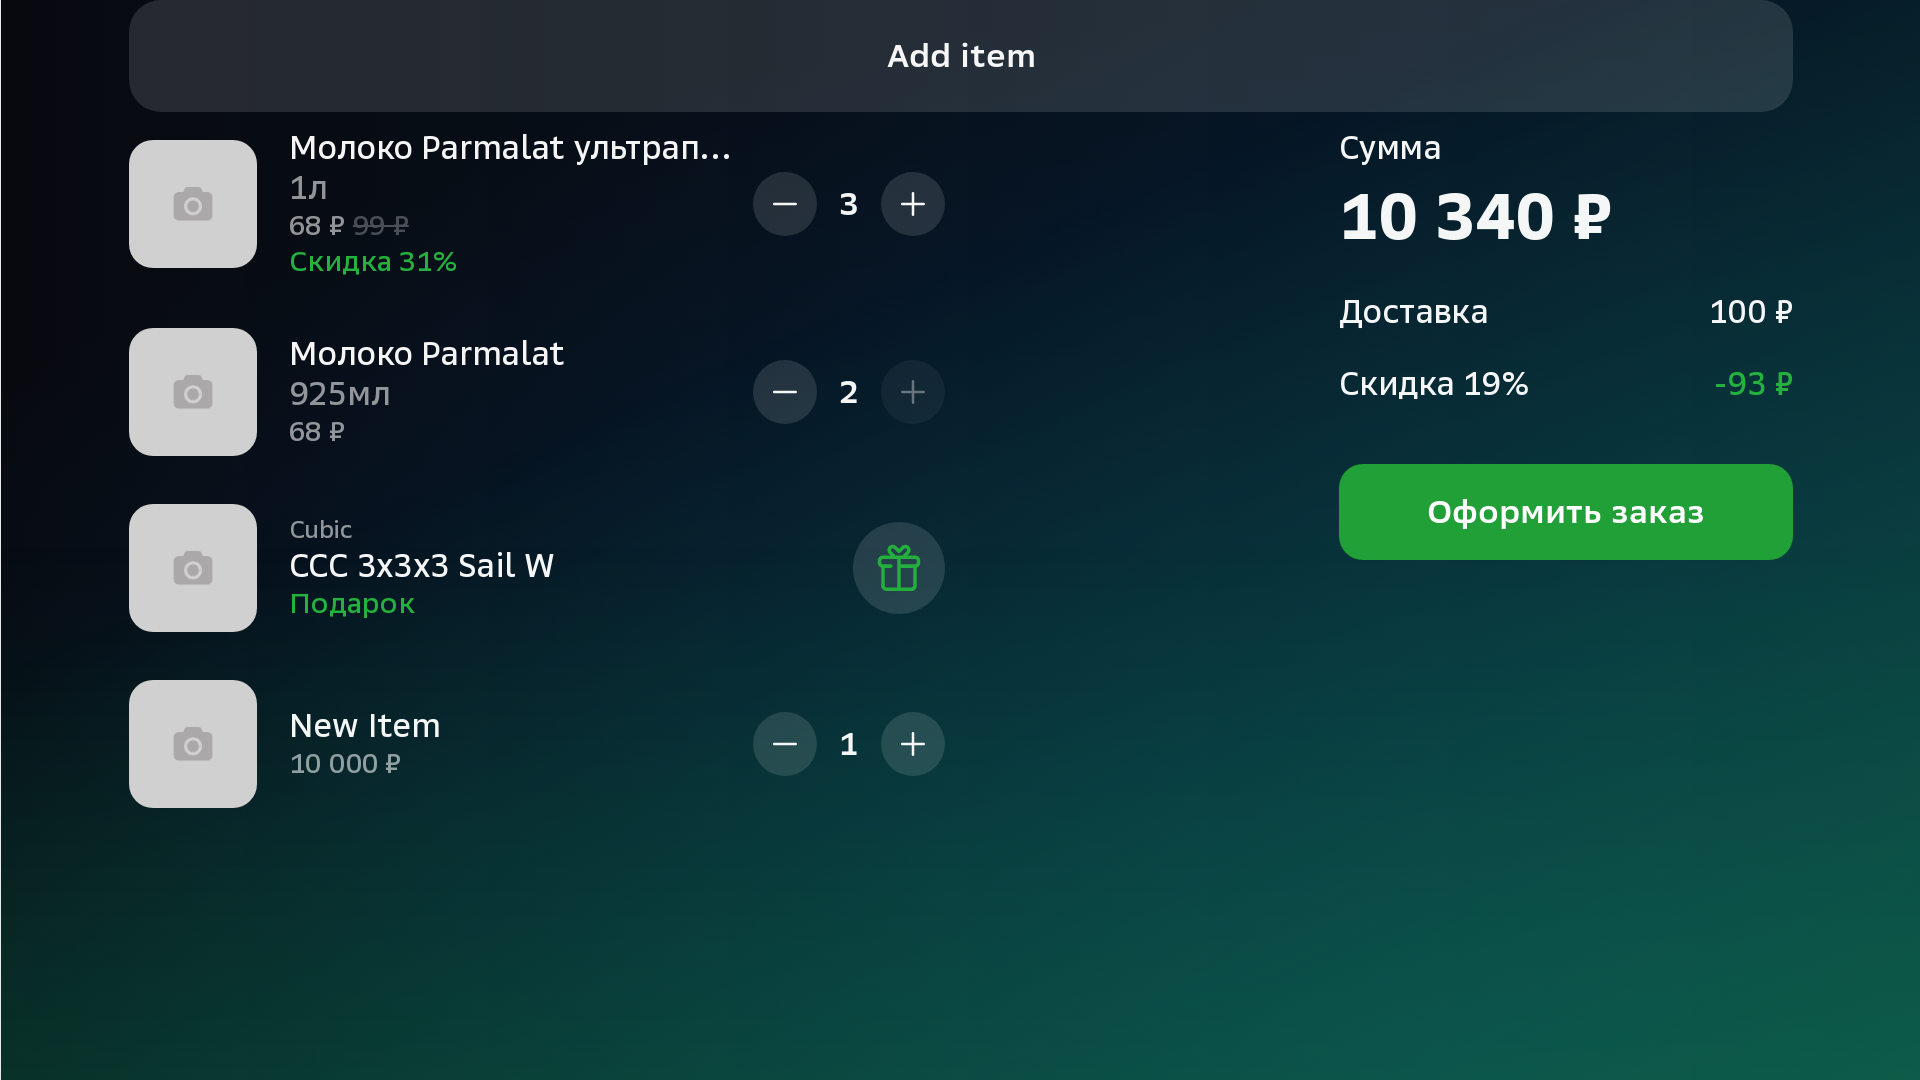 Add item
Молоко Parmalat ультрап...
1л
68 ₽ 99 ₽
Скидка 31%
3
Молоко Parmalat
925мл
68 ₽
2
Cubic
CCC 3x3x3 Sail W
Подарок
New Item
10 000 ₽
1
Сумма
10 340 ₽
Доставка 100 ₽
Скидка 19% -93 ₽
Оформить заказ